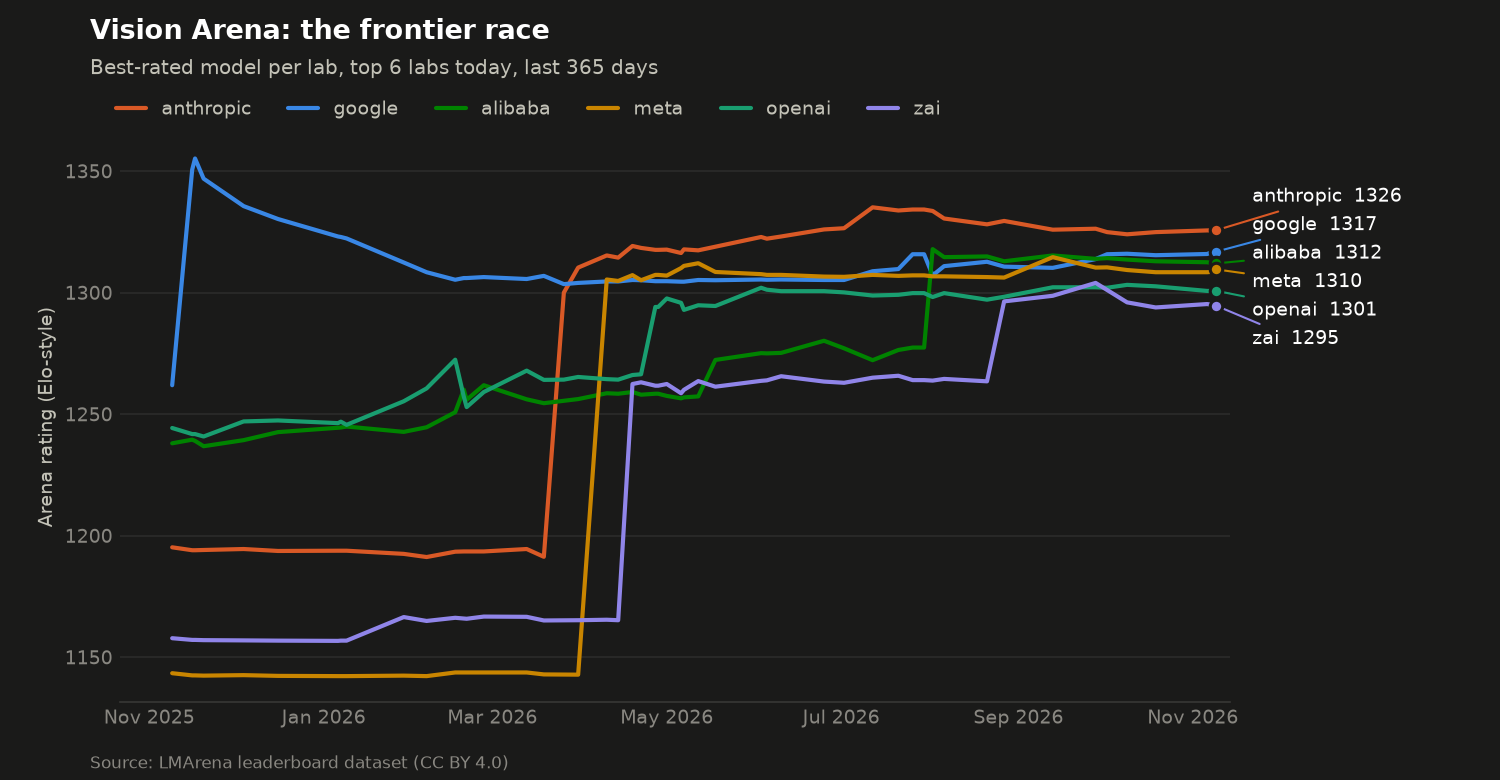 Vision Arena: the frontier race
Best-rated model per lab, top 6 labs today, last 365 days
anthropic google alibaba meta openai zai
Arena rating (Elo-style)
1350
1300
1250
1200
1150
anthropic 1326
google 1317
alibaba 1312
meta 1310
openai 1301
zai 1295
Nov 2025 Jan 2026 Mar 2026 May 2026 Jul 2026 Sep 2026 Nov 2026
Source: LMArena leaderboard dataset (CC BY 4.0)